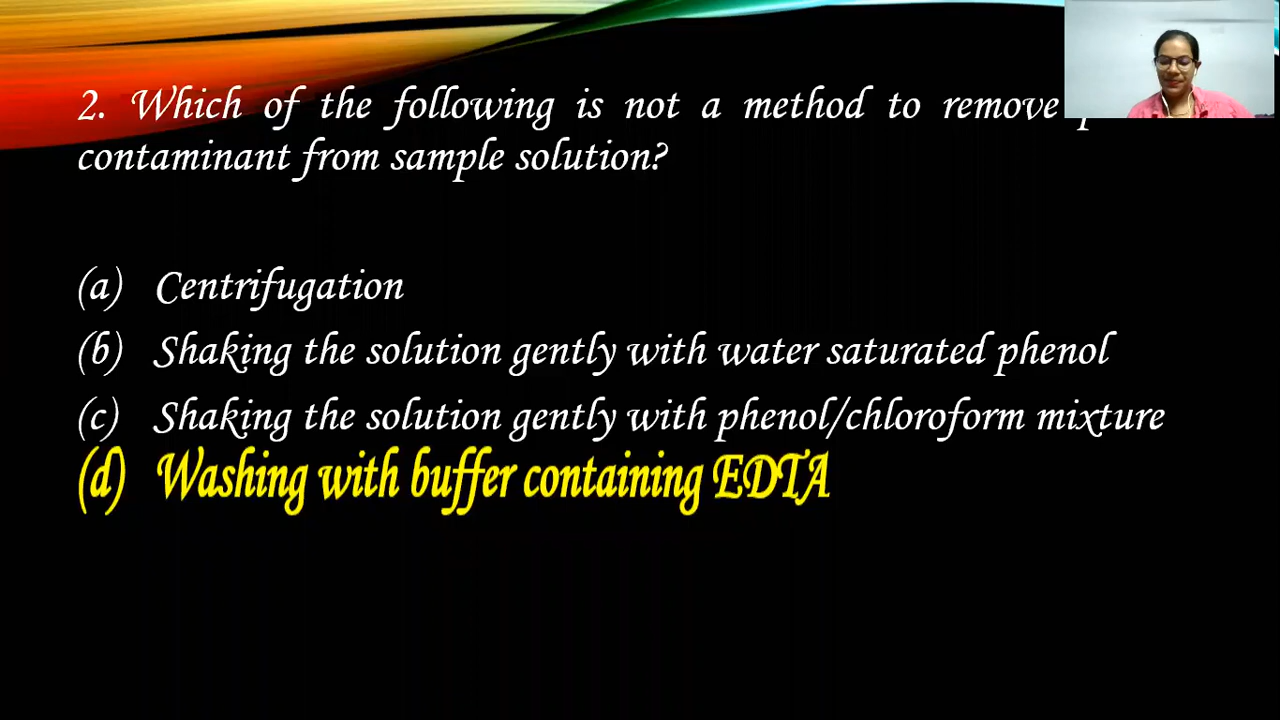 2. Which of the following is not a method to remove
contaminant from sample solution?
(a) Centrifugation
(b) Shaking the solution gently with water saturated phenol
(c) Shaking the solution gently with phenol/chloroform mixture
(d) Washing with buffer containing EDTA